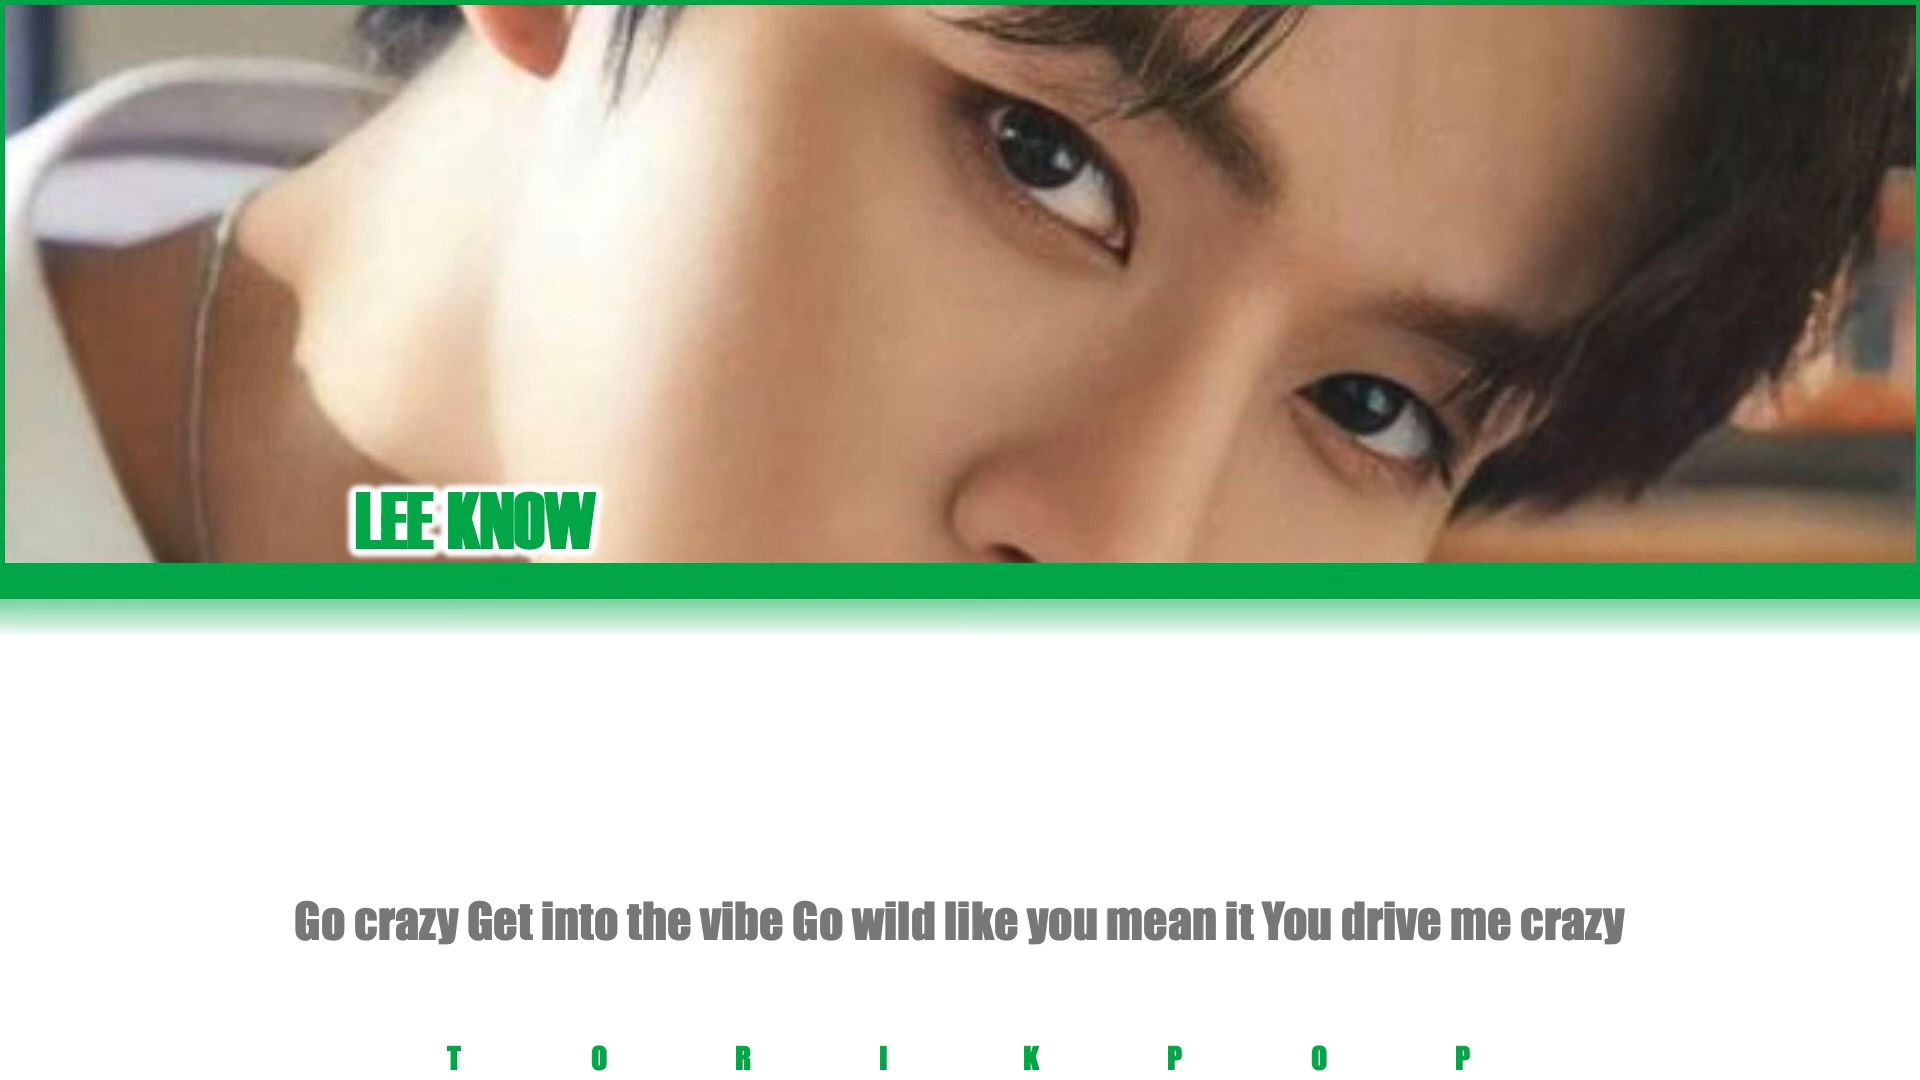 LEE KNOW
Go crazy Get into the vibe Go wild like you mean it You drive me crazy
T O R I K P O P